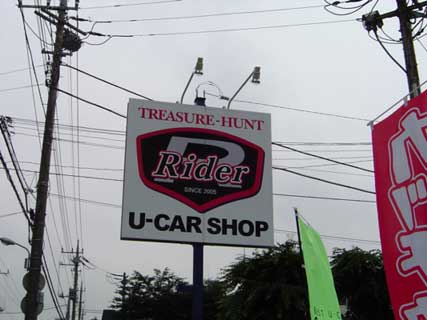 TREASURE-HUNT
R
Rider
SINCE 2005
U-CAR SHOP